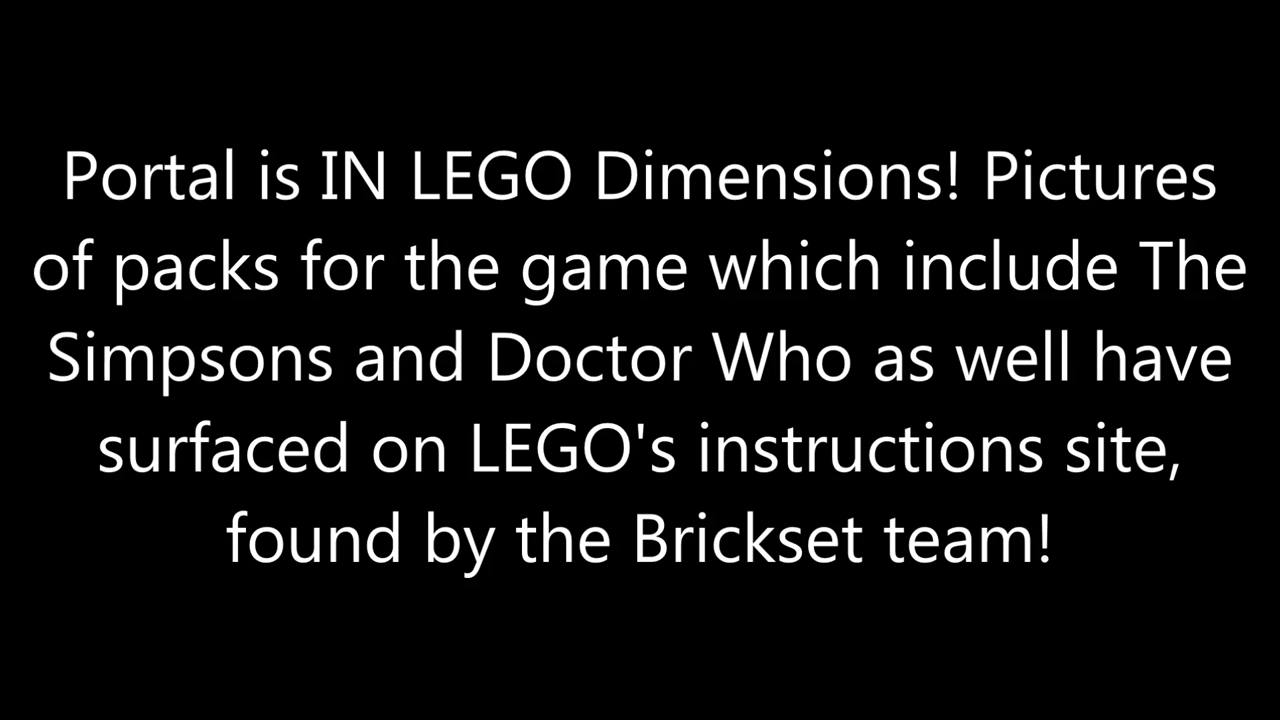 Portal is IN LEGO Dimensions! Pictures
of packs for the game which include The
Simpsons and Doctor Who as well have
surfaced on LEGO's instructions site,
found by the Brickset team!